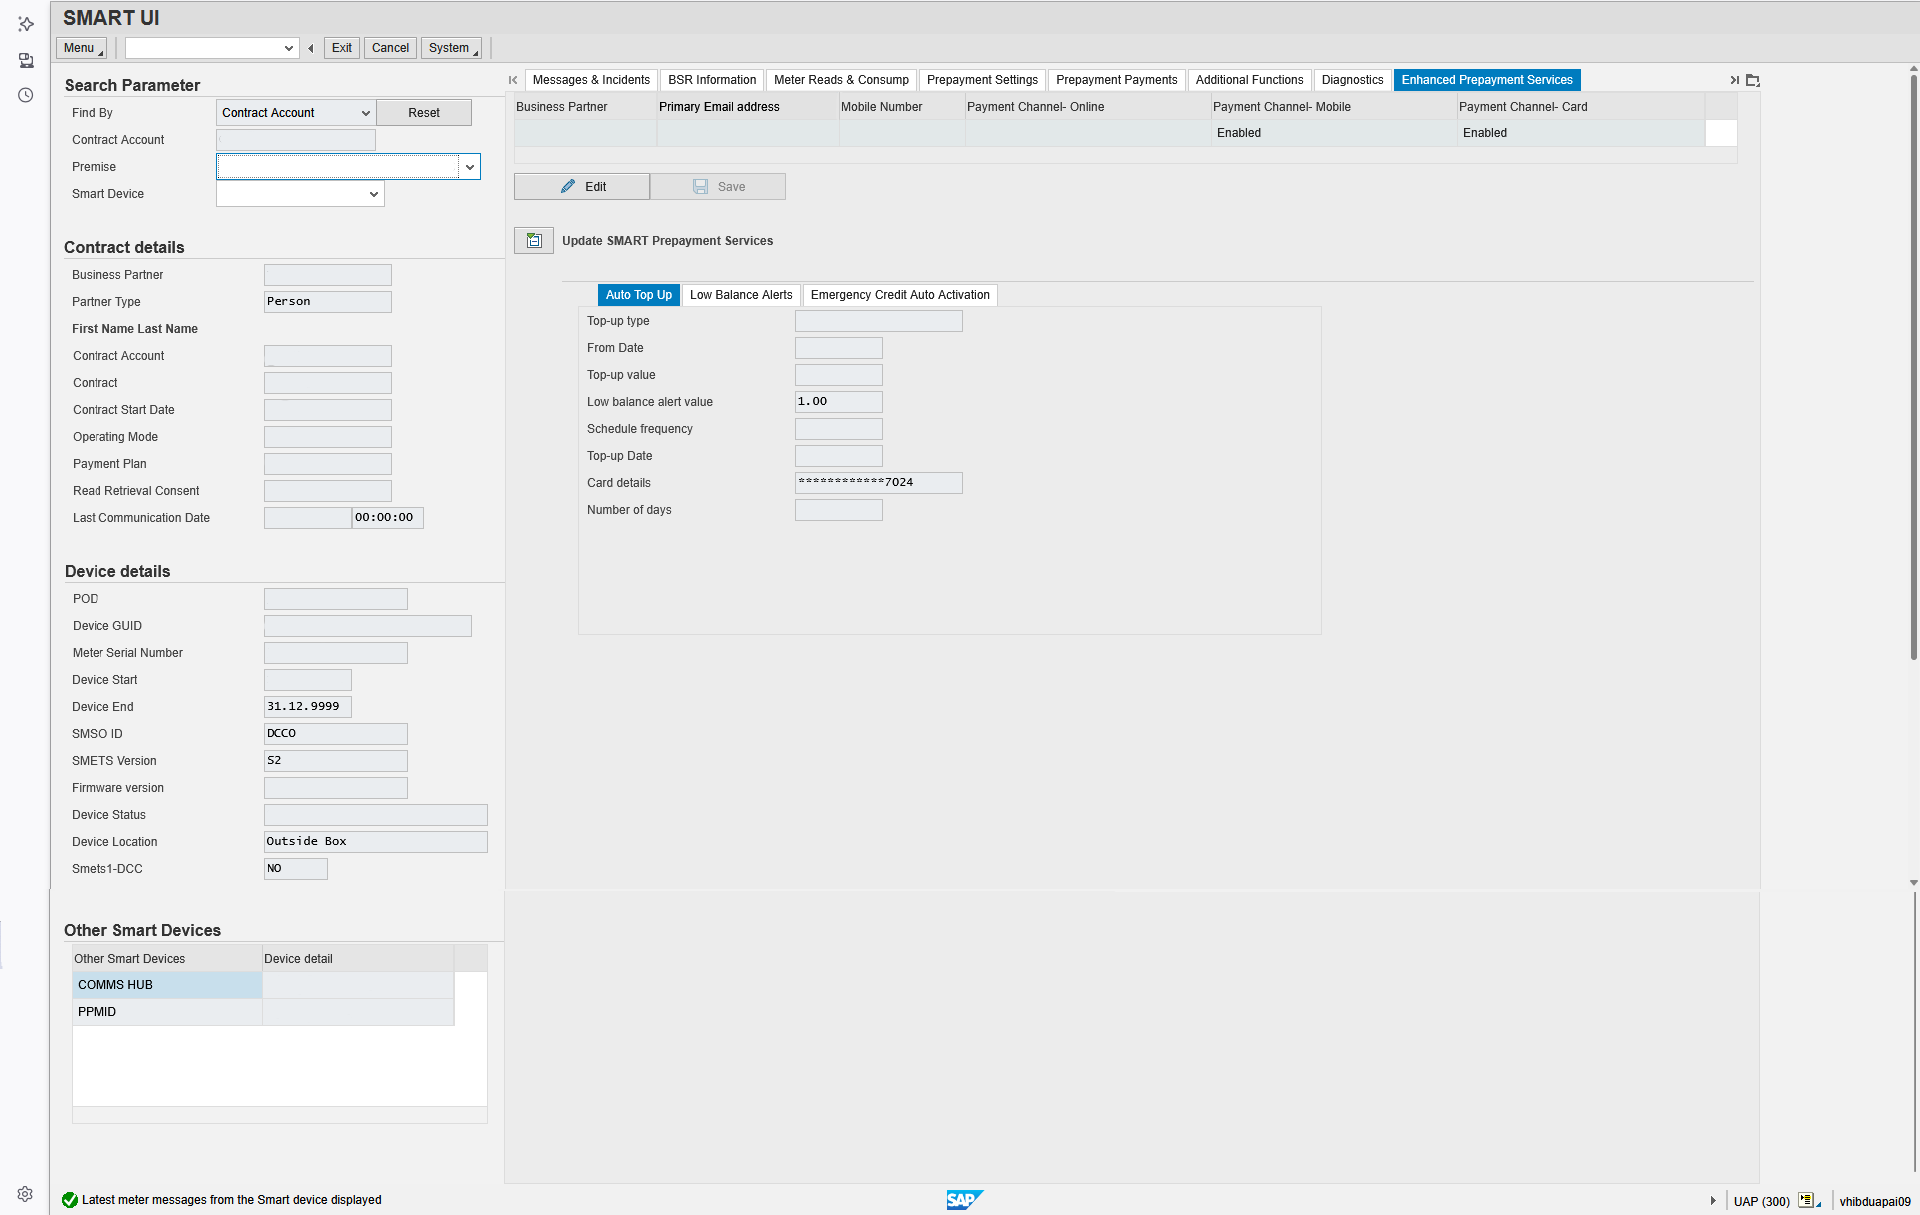 SMART UI
Menu Exit Cancel System
Search Parameter
Find By Contract Account Reset
Contract Account
Premise
Smart Device
Contract details
Business Partner
Partner Type Person
First Name Last Name
Contract Account
Contract
Contract Start Date
Operating Mode
Payment Plan
Read Retrieval Consent
Last Communication Date 00:00:00
Device details
POD
Device GUID
Meter Serial Number
Device Start
Device End 31.12.9999
SMSO ID DCCO
SMETS Version S2
Firmware version
Device Status
Device Location Outside Box
Smets1-DCC NO
Other Smart Devices
Other Smart Devices Device detail
COMMS HUB
PPMID
Messages & Incidents BSR Information Meter Reads & Consump Prepayment Settings Prepayment Payments Additional Functions Diagnostics Enhanced Prepayment Services
Business Partner Primary Email address Mobile Number Payment Channel- Online Payment Channel- Mobile Payment Channel- Card
Enabled Enabled
Edit Save
Update SMART Prepayment Services
Auto Top Up Low Balance Alerts Emergency Credit Auto Activation
Top-up type
From Date
Top-up value
Low balance alert value 1.00
Schedule frequency
Top-up Date
Card details ************7024
Number of days
Latest meter messages from the Smart device displayed
SAP
UAP (300) vhibduapai09